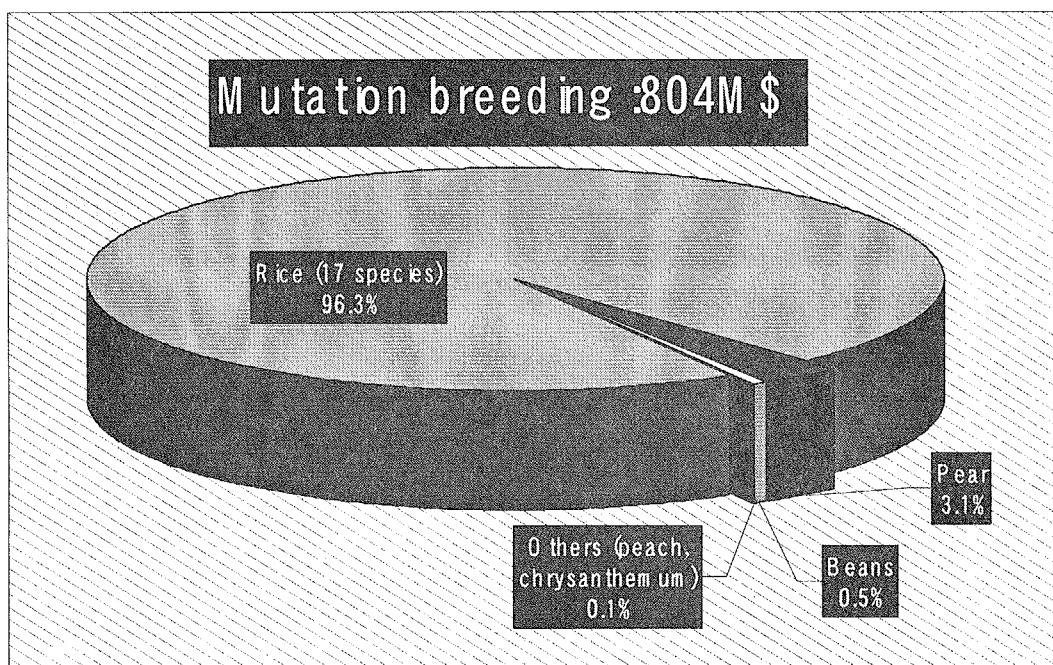 Mutation breeding :804M $
Rice (17 species)
96.3%
Pear
3.1%
Others (peach,
chrysanthemum)
0.1%
Beans
0.5%